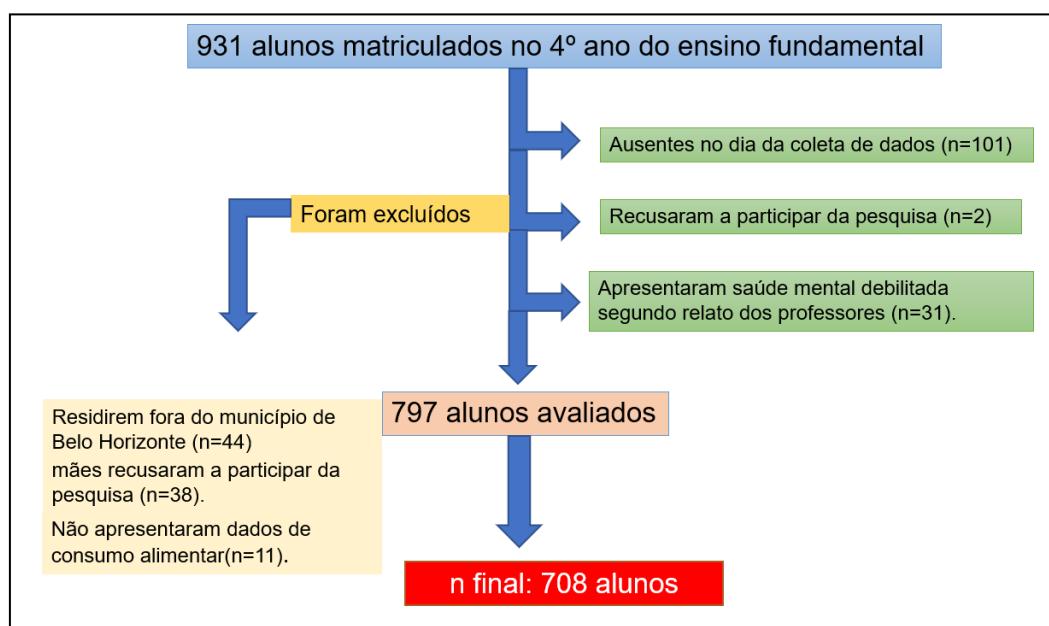 931 alunos matriculados no 4º ano do ensino fundamental
Ausentes no dia da coleta de dados (n=101)
Foram excluídos
Recusaram a participar da pesquisa (n=2)
Apresentaram saúde mental debilitada
segundo relato dos professores (n=31).
797 alunos avaliados
Residirem fora do município de
Belo Horizonte (n=44)
mães recusaram a participar da
pesquisa (n=38).
Não apresentaram dados de
consumo alimentar(n=11).
n final: 708 alunos